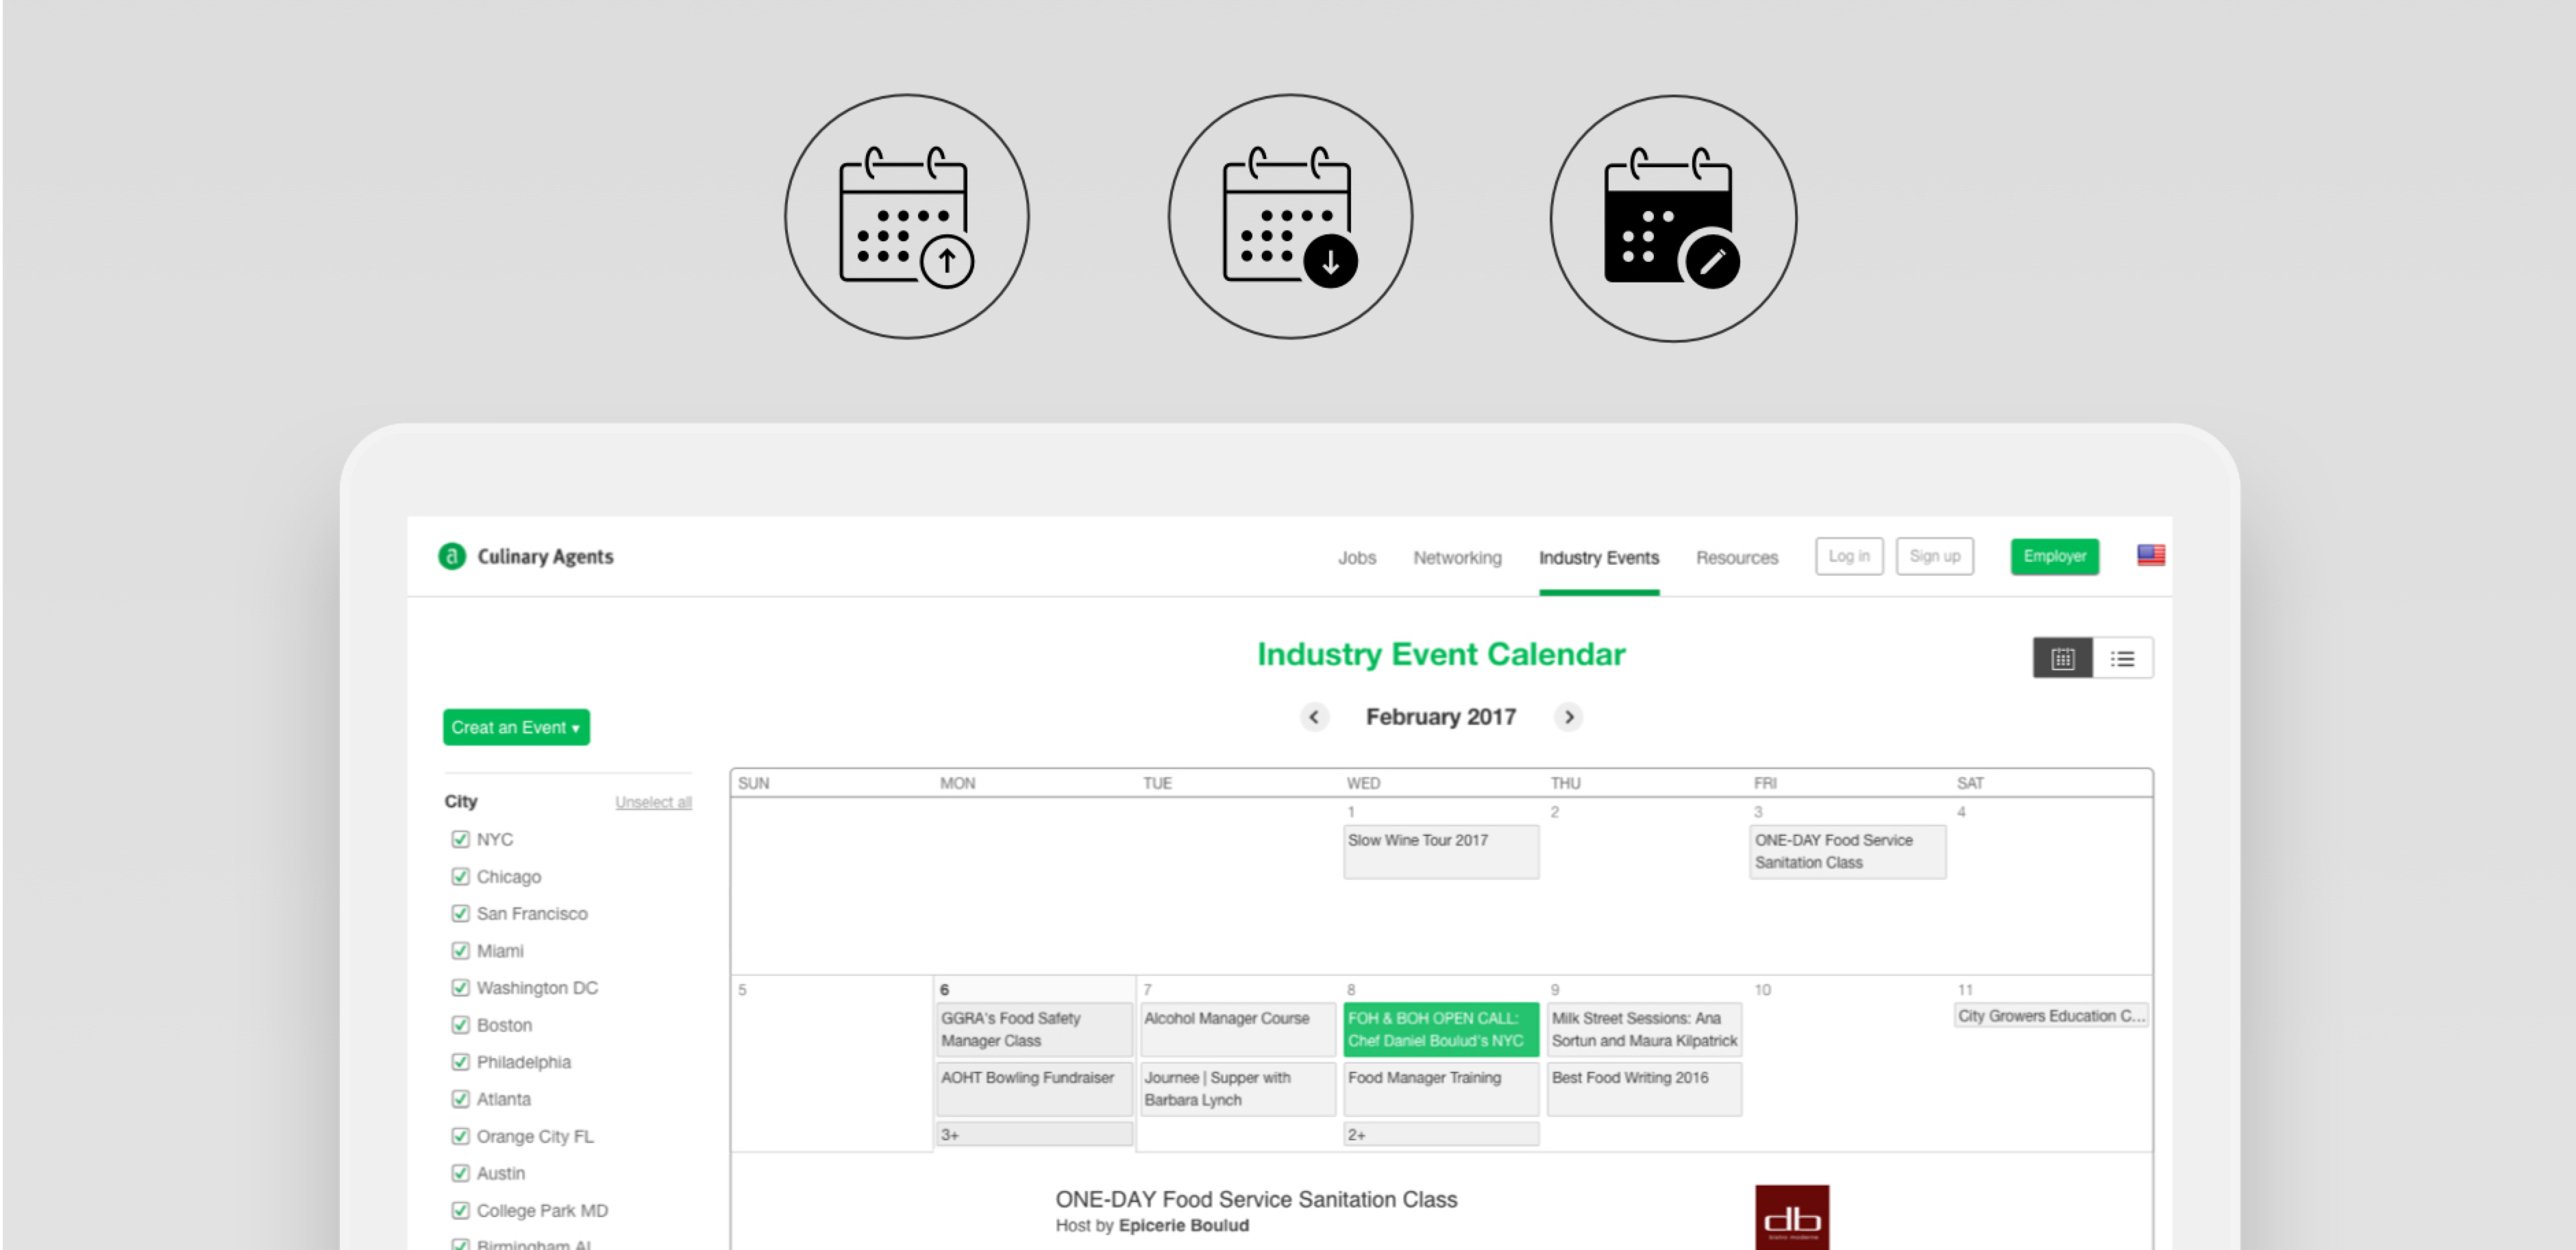 Culinary Agents
Jobs Networking Industry Events Resources Log in Sign up Employer
Industry Event Calendar
February 2017
Creat an Event
City Unselect all
NYC
Chicago
San Francisco
Miami
Washington DC
Boston
Philadelphia
Atlanta
Orange City FL
Austin
College Park MD
Birmingham AL
SUN MON TUE WED THU FRI SAT
1 2 3 4
Slow Wine Tour 2017
ONE-DAY Food Service
Sanitation Class
5 6 7 8 9 10 11
GGRA's Food Safety
Manager Class
AOHT Bowling Fundraiser
3+
Alcohol Manager Course
Journee | Supper with
Barbara Lynch
FOH & BOH OPEN CALL:
Chef Daniel Boulud's NYC
Food Manager Training
2+
Milk Street Sessions: Ana
Sortun and Maura Kilpatrick
Best Food Writing 2016
City Growers Education C...
ONE-DAY Food Service Sanitation Class
Host by Epicerie Boulud
db
bistro moderne